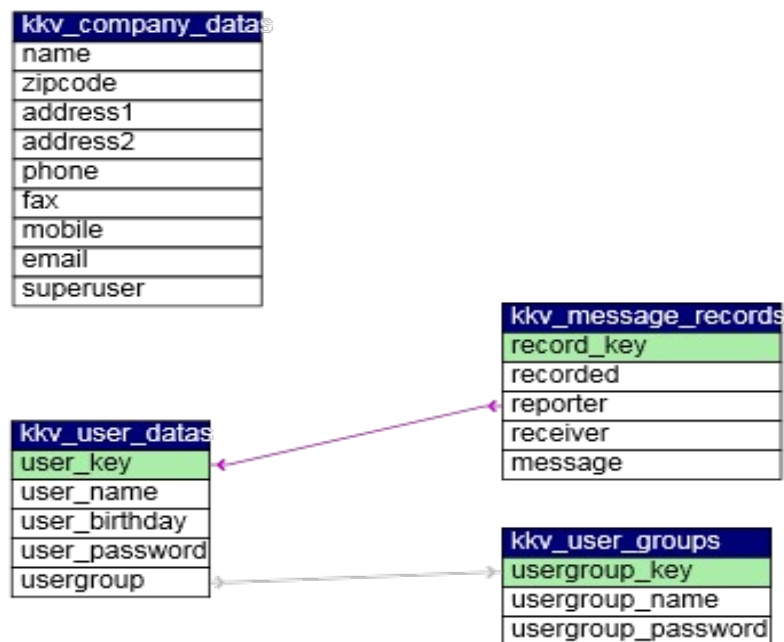 kkv_company_datas
name
zipcode
address1
address2
phone
fax
mobile
email
superuser
kkv_message_records
record_key
recorded
reporter
receiver
message
kkv_user_datas
user_key
user_name
user_birthday
user_password
usergroup
kkv_user_groups
usergroup_key
usergroup_name
usergroup_password